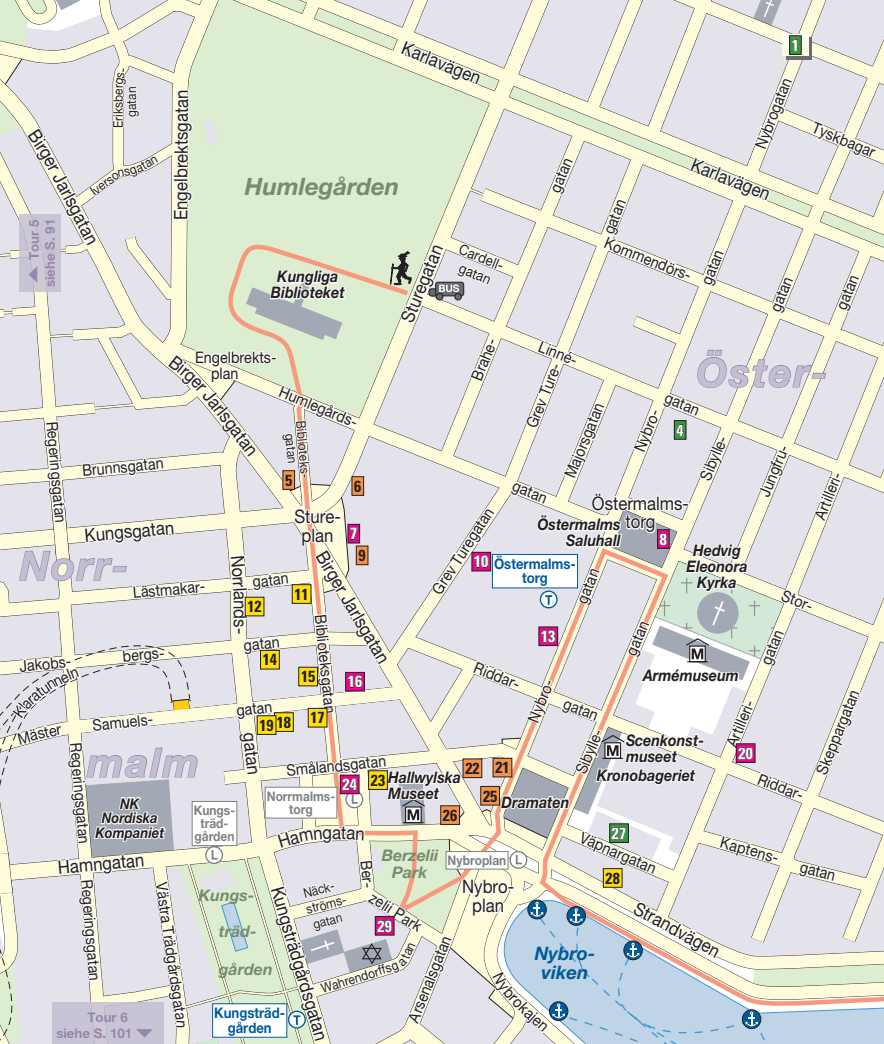 Karlavägen
1
Nybrogatan
Tyskbagar
Eriksbergs-
gatan
Engelbrektsgatan
Birger Jarlsgatan
Iversonsgatan
Humlegården
gatan
gatan
Karlavägen
Tour 5
siehe S. 91
Kommendörs-
gatan
gatan
gatan
Cardell-
gatan
Sturegatan
BUS
Kungliga
Biblioteket
Engelbrekts-
plan
Birger Jarlsgatan
Humlegårds-
Biblioteks-
gatan
Brahe-
Linné-
gatan
Grev Ture-
Majorsgatan
Nybro-
Öster-
4
Sibylle-
Jungfru-
Artilleri-
Regeringsgatan
Brunnsgatan
Kungsgatan
5
6
Sture-
plan
7
9
gatan
Östermalms-
torg
Östermalms
Saluhall
8
Grev Turegatan
10
Östermalms-
torg
T
Hedvig
Eleonora
Kyrka
Stor-
gatan
Norr-
Norrlands-
gatan
Lästmakar-
gatan
11
12
Birger Jarlsgatan
gatan
gatan
13
Jakobs-
bergs-
gatan
14
15
Biblioteksgatan
16
Klaratunneln
Riddar-
gatan
Nybro-
M
Armémuseum
Artilleri-
Skeppargatan
Mäster
Samuels-
gatan
17
18
19
Regeringsgatan
malm
Smålandsgatan
Sibylle-
M
Scenkonst-
museet
Kronobageriet
20
Riddar-
NK
Nordiska
Kompaniet
Kungs-
träd-
gården
L
Norrmalms-
torg
24
L
23
Hallwylska
Museet
M
22
21
25
26
Dramaten
27
Väpnargatan
28
Kaptens-
gatan
Hamngatan
Hamngatan
Berzelii
Park
Nybroplan
L
Nybro-
plan
Strandvägen
Regeringsgatan
Västra Trädgårdsgatan
Kungs-
träd-
gården
Kungsträdgårdsgatan
Näck-
ströms-
gatan
Ber-
zelii Park
29
Wahrendorffsgatan
Arsenalsgatan
Nybrokajen
Nybro-
viken
Kungsträd-
gården
T
Tour 6
siehe S. 101